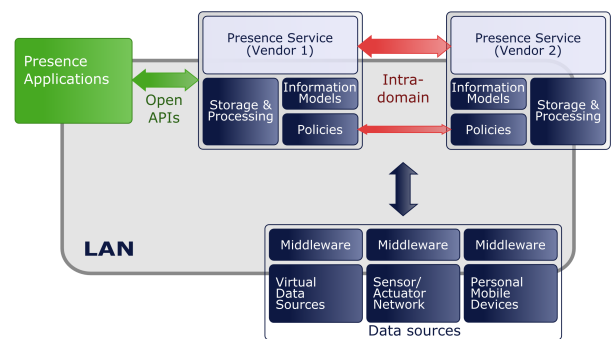 Presence
Applications
Open
APIs
Presence Service
(Vendor 1)
Storage &
Processing
Information
Models
Policies
Intra-
domain
Presence Service
(Vendor 2)
Information
Models
Policies
Storage &
Processing
LAN
Middleware
Middleware
Middleware
Virtual
Data
Sources
Sensor/
Actuator
Network
Personal
Mobile
Devices
Data sources